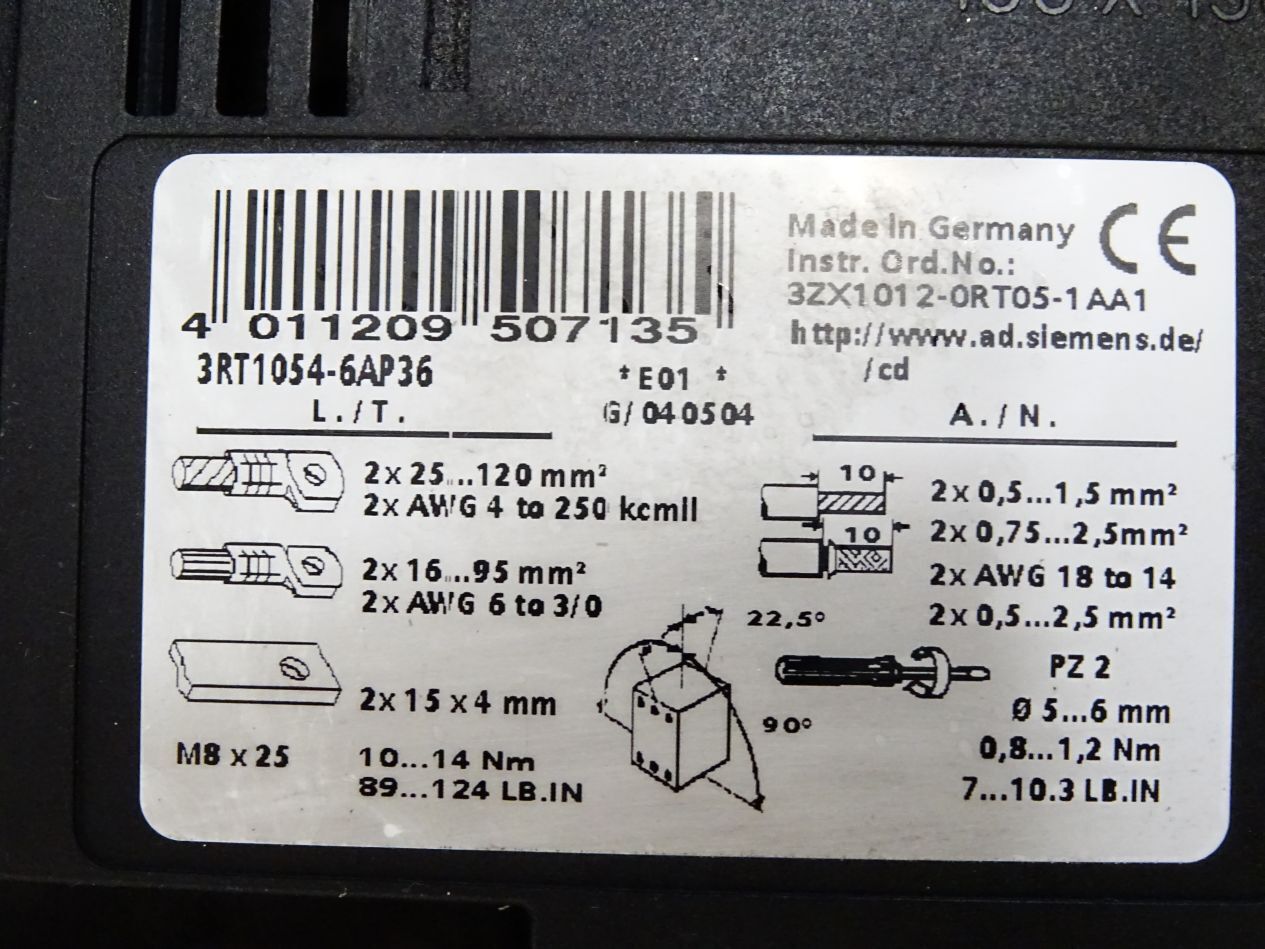 4 011209 507135
3RT1054-6AP36
*E01 *
G/040504
Made in Germany
Instr. Ord.No.:
3ZX1012-0RT05-1AA1
http://www.ad.siemens.de/
/cd
CE
L./T.
2x 25...120 mm²
2x AWG 4 to 250 kcmil
2x 16...95 mm²
2x AWG 6 to 3/0
2x 15 x 4 mm
M8 x 25
10...14 Nm
89...124 LB.IN
22,5°
90°
A./N.
10
2x 0,5...1,5 mm²
10
2x 0,75...2,5mm²
2x AWG 18 to 14
2x 0,5...2,5 mm²
PZ 2
Ø 5...6 mm
0,8...1,2 Nm
7...10.3 LB.IN